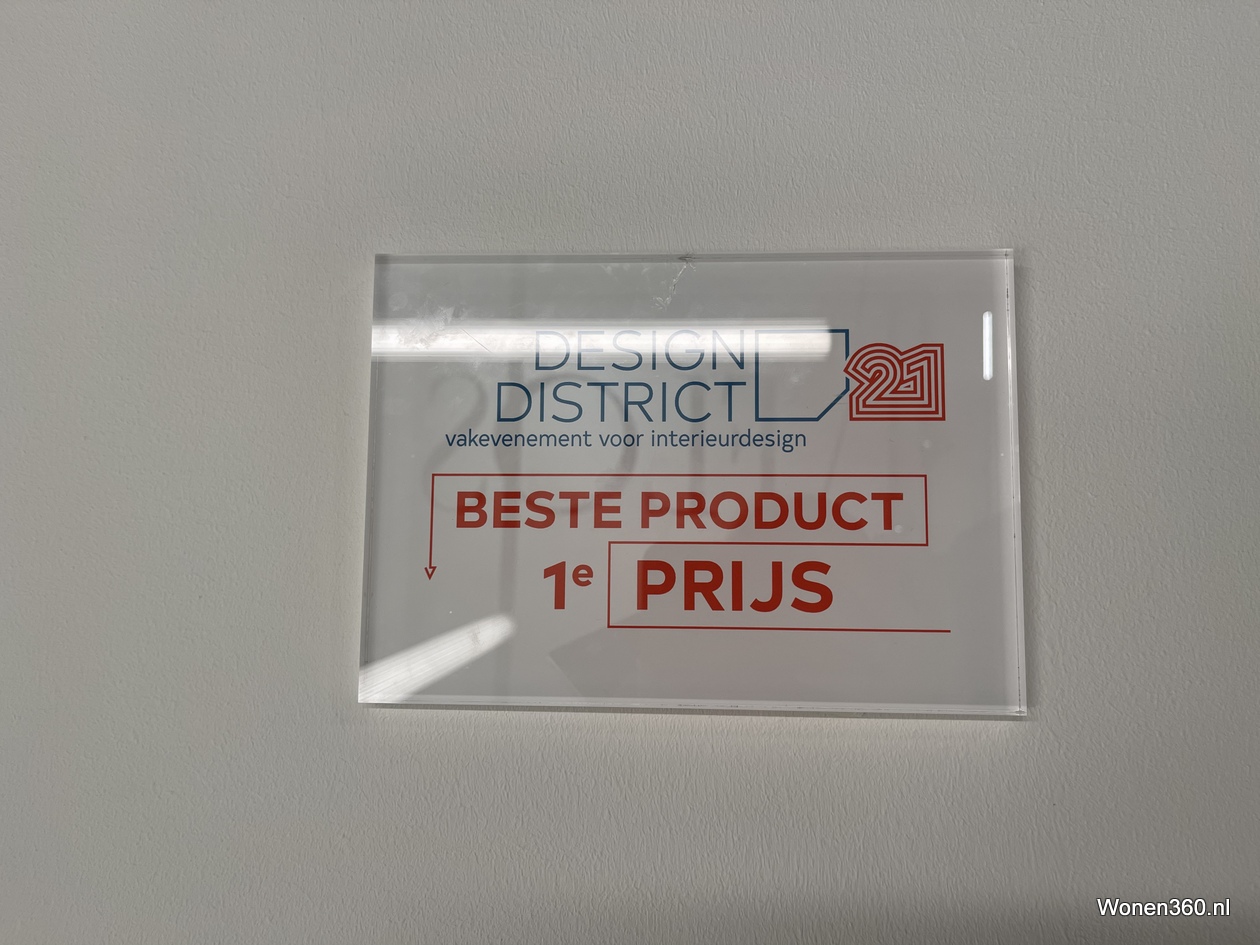 DESIGN
DISTRICT 21
vakevenement voor interieurdesign
BESTE PRODUCT
1e PRIJS
Wonen360.nl